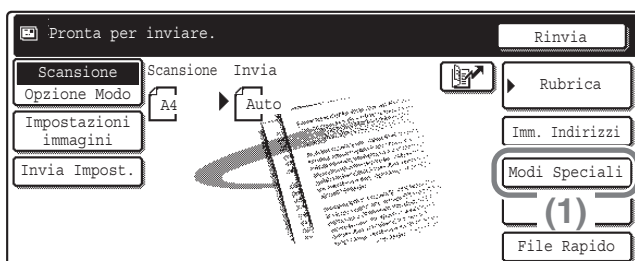 Pronta per inviare.
Rinvia
Scansione
Opzione Modo
Scansione
Invia
A4
Auto
Rubrica
Impostazioni
immagini
Imm. Indirizzi
Invia Impost.
Modi Speciali
(1)
File Rapido